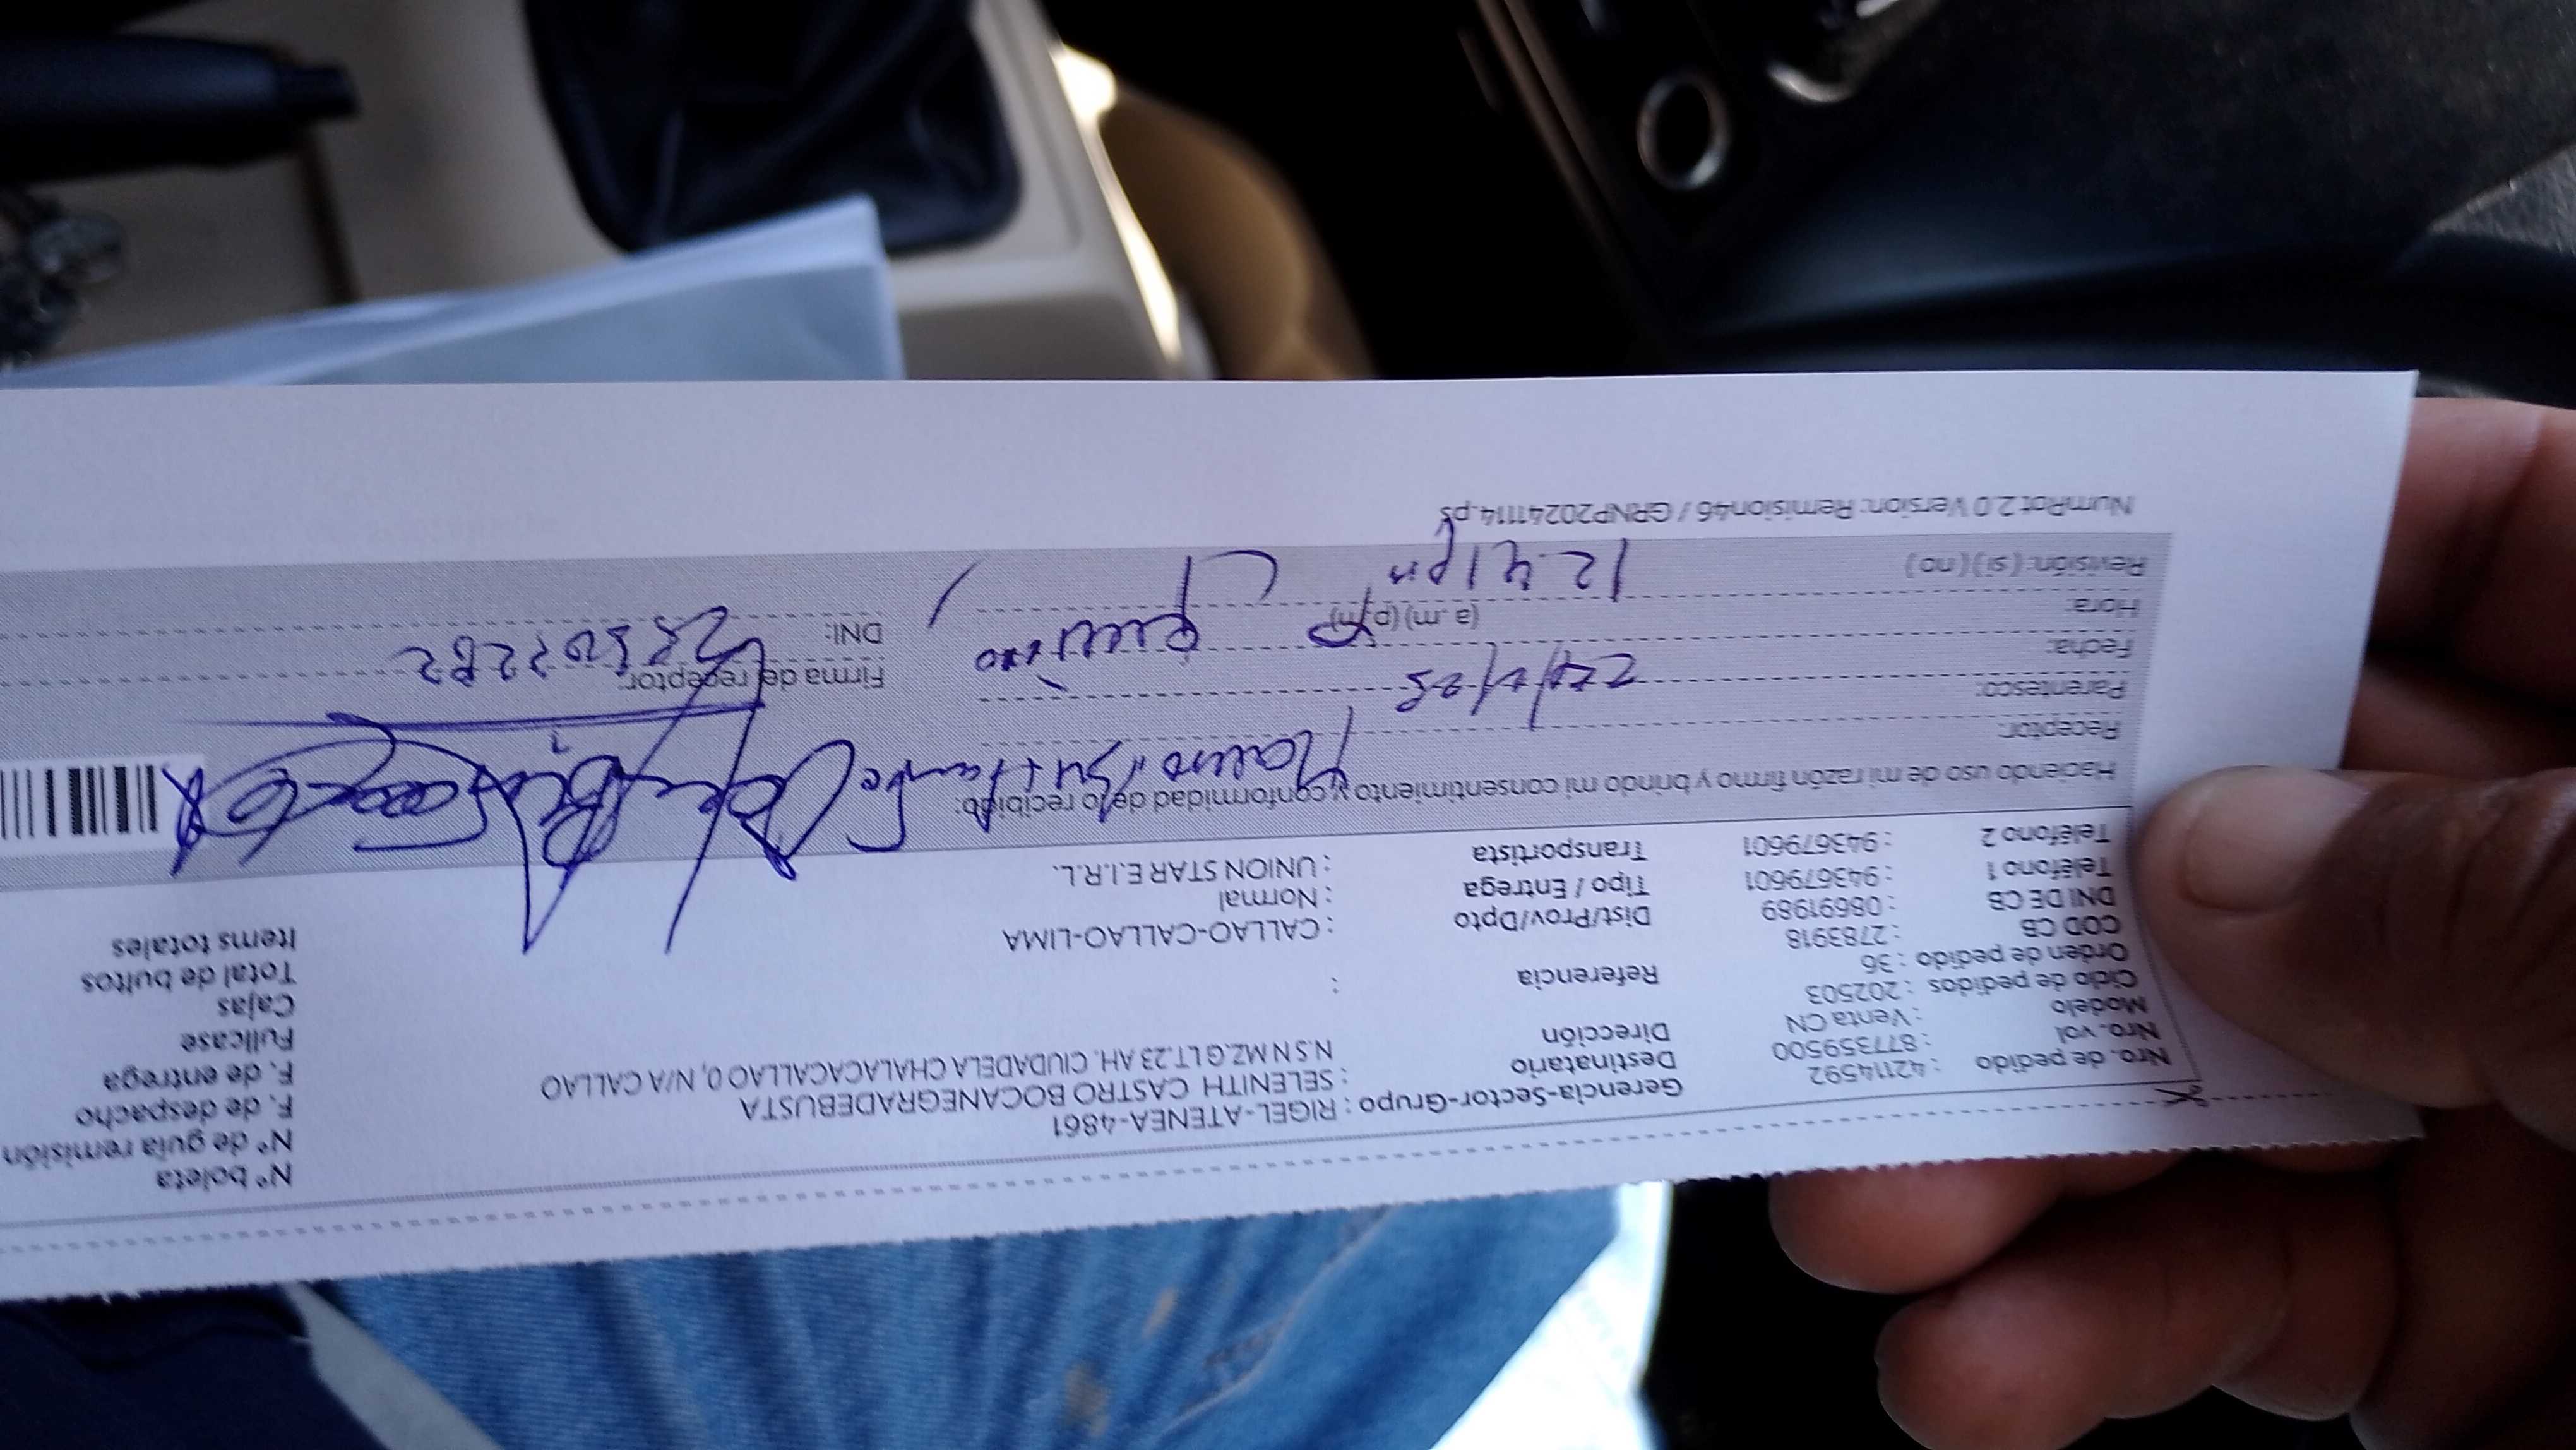 Nro. de pedido : 42114592
Nro. vol : 877359500
Modelo : Venta CN
Ciclo de pedidos : 202503
Orden de pedido : 36
COD CB : 2783918
DNI DE CB : 08691989
Teléfono 1 : 943679601
Teléfono 2 : 943679601
Gerencia-Sector-Grupo : RIGEL-ATENEA-4861
Destinatario : SELENITH CASTRO BOCANEGRADEBUSTA
Dirección N.S N MZ.G LT.23 AH. CIUDADELA CHALACACALLAO 0, N/A CALLAO
Referencia :
Dist/Prov/Dpto : CALLAO-CALLAO-LIMA
Tipo / Entrega : Normal
Transportista : UNION STAR E.I.R.L.
N° boleta
N° de guía remisión
F. de despacho
F. de entrega
Fullcase
Cajas
Total de bultos
Items totales
Haciendo uso de mi razón firmo y brindo mi consentimiento y conformidad de lo recibido:
Receptor:
Parentesco:
Fecha:
Hora: (a.m) (p.m)
12.41 pm
Revisión: (si) (no)
Firma de receptor:
DNI:
NumRot 2.0 Version: Remision46 / GRNP20241114.ps